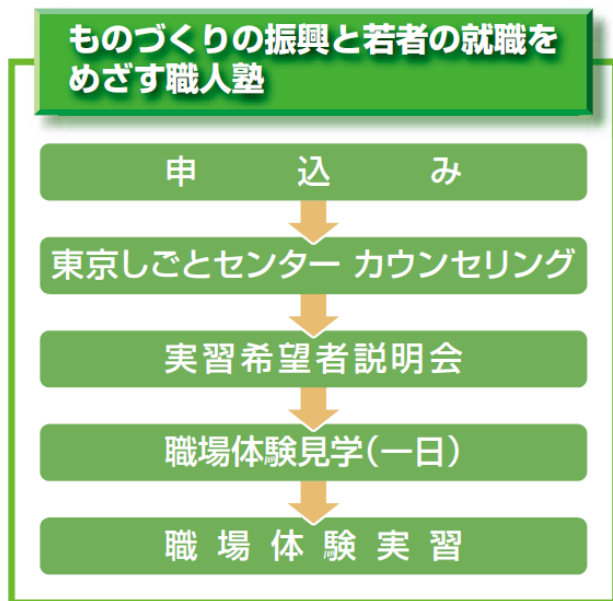 ものづくりの振興と若者の就職を
めざす職人塾
申込み
東京しごとセンター カウンセリング
実習希望者説明会
職場体験見学(一日)
職場体験実習